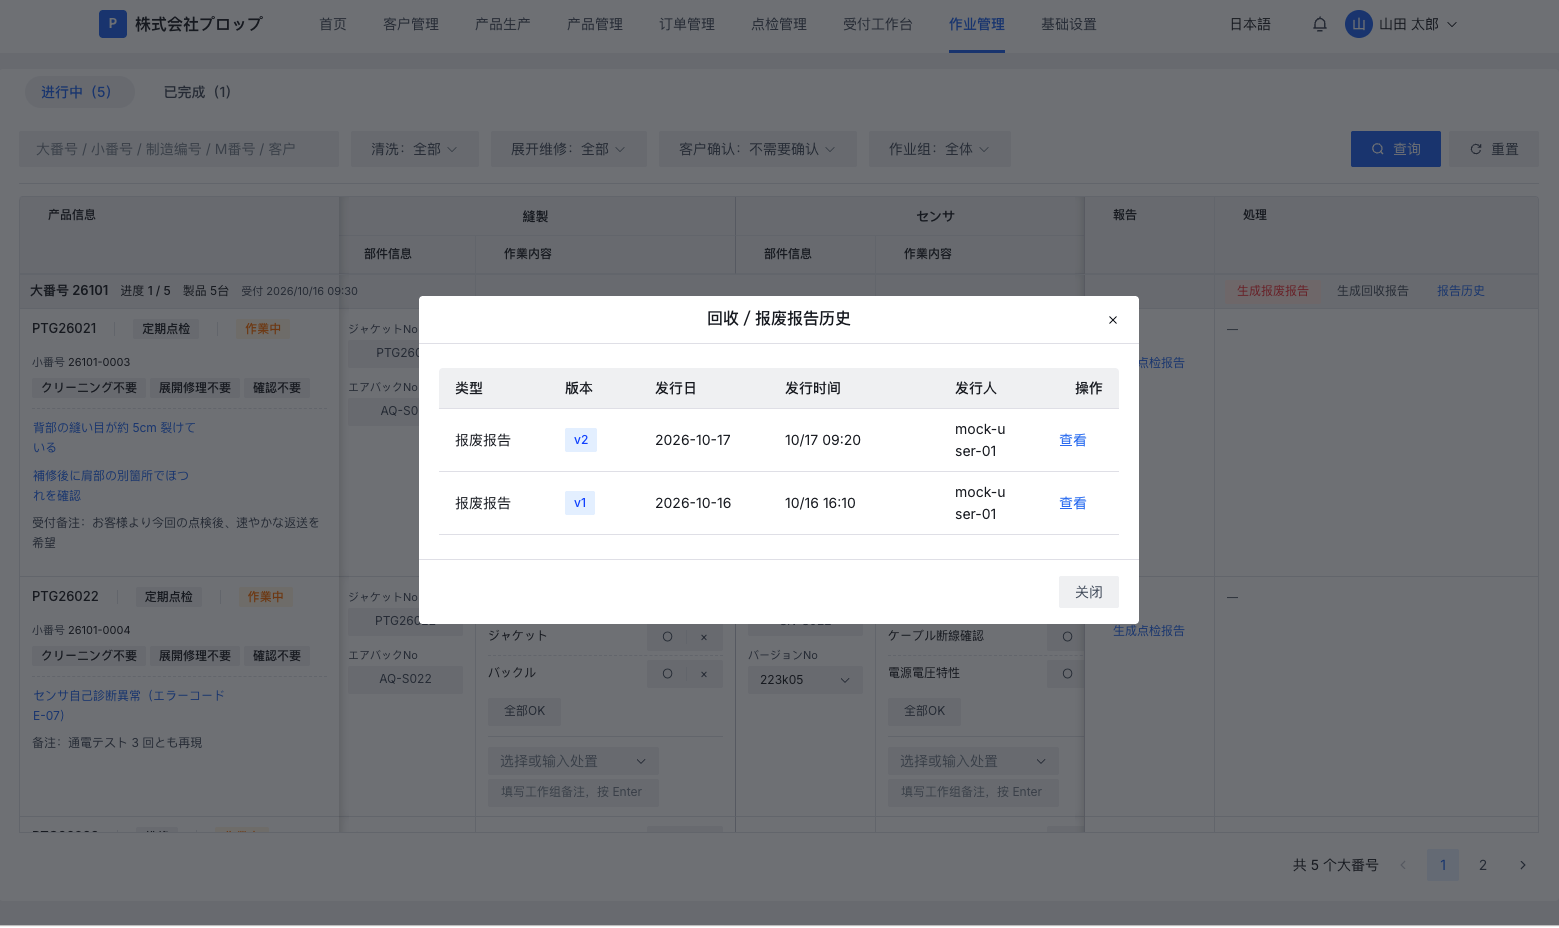 P 株式会社プロップ 首页 客户管理 产品生产 产品管理 订单管理 点检管理 受付工作台 作业管理 基础设置 日本語 山 山田 太郎
进行中（5） 已完成（1）
大番号 / 小番号 / 制造编号 / M番号 / 客户 清洗：全部 展开维修：全部 客户确认：不需要确认 作业组：全体 查询 重置
产品信息 縫製 センサ 報告 処理
部件信息 作業内容 部件信息 作業内容
大番号 26101 进度 1 / 5 製品 5台 受付 2026/10/16 09:30 生成报废报告 生成回收报告 报告历史
PTG26021 定期点检 作業中 ジャケットNo —
小番号 26101-0003 PTG260 点检报告
クリーニング不要 展開修理不要 確認不要 エアバックNo
AQ-S0
背部の縫い目が約 5cm 裂けて
いる
補修後に肩部の別箇所でほつ
れを確認
受付备注：お客様より今回の点検後、速やかな返送を
希望
回收 / 报废报告历史 ×
类型 版本 发行日 发行时间 发行人 操作
报废报告 v2 2026-10-17 10/17 09:20 mock-u
ser-01 查看
报废报告 v1 2026-10-16 10/16 16:10 mock-u
ser-01 查看
关闭
PTG26022 定期点检 作業中 ジャケットNo —
小番号 26101-0004 PTG26022 生成点检报告
クリーニング不要 展開修理不要 確認不要 エアバックNo ジャケット ○ × バージョンNo ケーブル断線確認 ○
AQ-S022 バックル ○ × 223k05 電源電圧特性 ○
センサ自己診断異常（エラーコード
E-07）
全部OK 全部OK
备注：通電テスト 3 回とも再現
选择或输入处置 选择或输入处置
填写工作组备注，按 Enter 填写工作组备注，按 Enter
共 5 个大番号 1 2